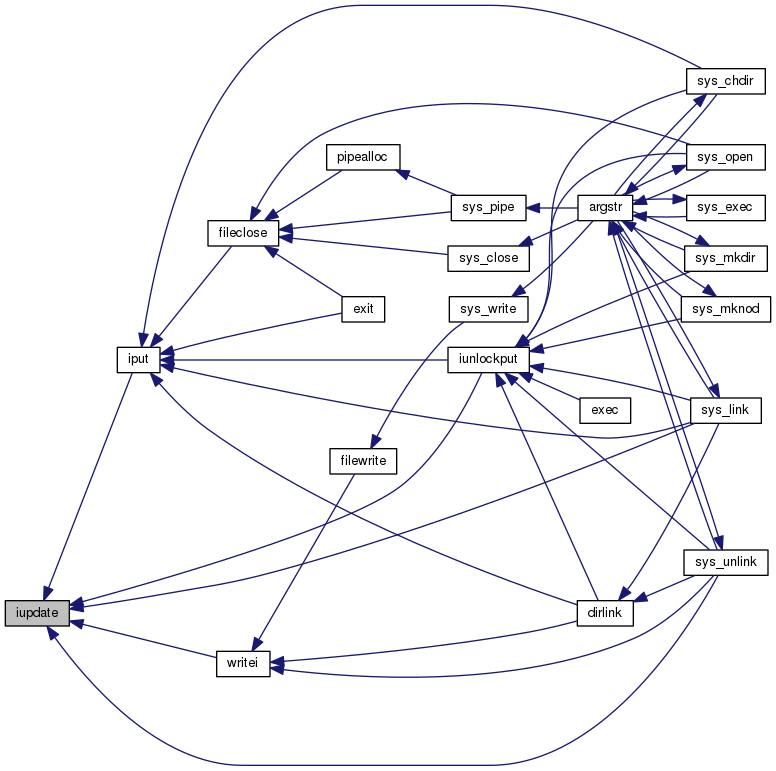 sys_chdir
pipealloc
sys_open
sys_pipe
argstr
sys_exec
fileclose
sys_close
sys_mkdir
exit
sys_write
sys_mknod
iput
iunlockput
exec
sys_link
filewrite
sys_unlink
iupdate
dirlink
writei